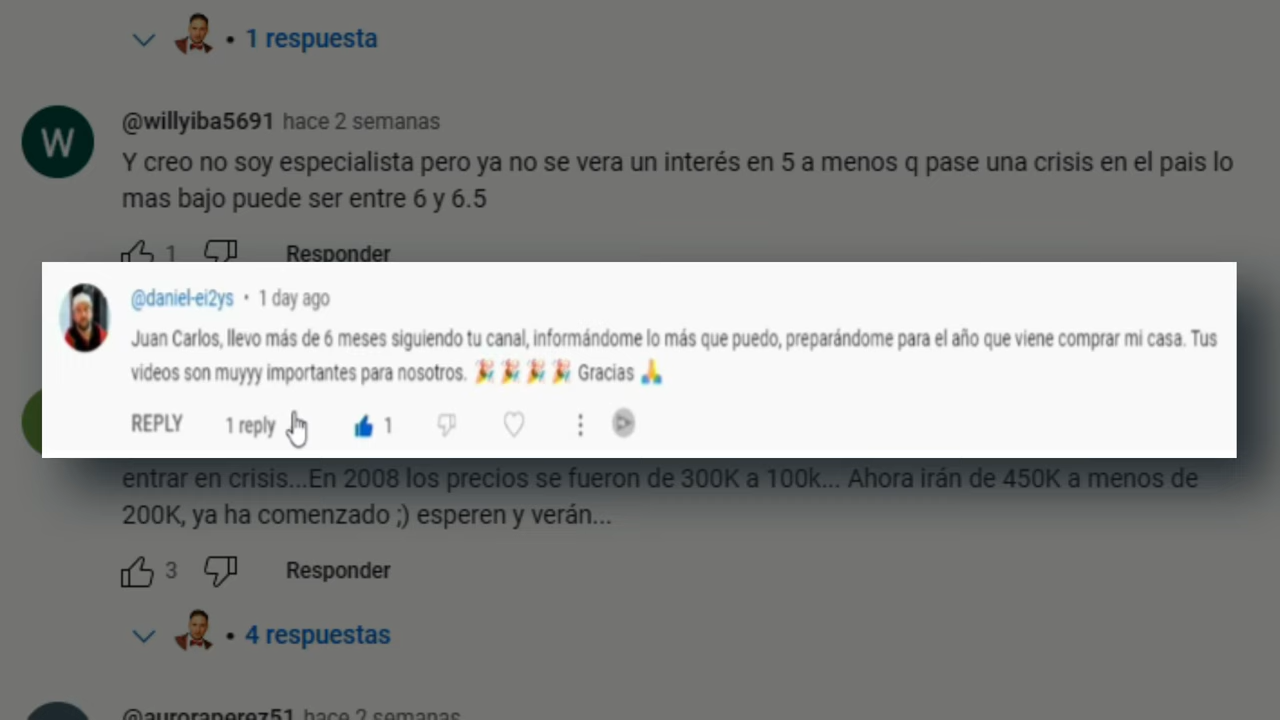 1 respuesta
W
@willyiba5691 hace 2 semanas
Y creo no soy especialista pero ya no se vera un interés en 5 a menos q pase una crisis en el pais lo
mas bajo puede ser entre 6 y 6.5
1 Responder
@daniel-ei2ys • 1 day ago
Juan Carlos, llevo más de 6 meses siguiendo tu canal, informándome lo más que puedo, preparándome para el año que viene comprar mi casa. Tus
videos son muyyy importantes para nosotros. 🎉🎉🎉🎉 Gracias 🙏
REPLY 1 reply 1
entrar en crisis...En 2008 los precios se fueron de 300K a 100k... Ahora irán de 450K a menos de
200K, ya ha comenzado ;) esperen y verán...
3 Responder
4 respuestas
@auroraperez51 hace 2 semanas